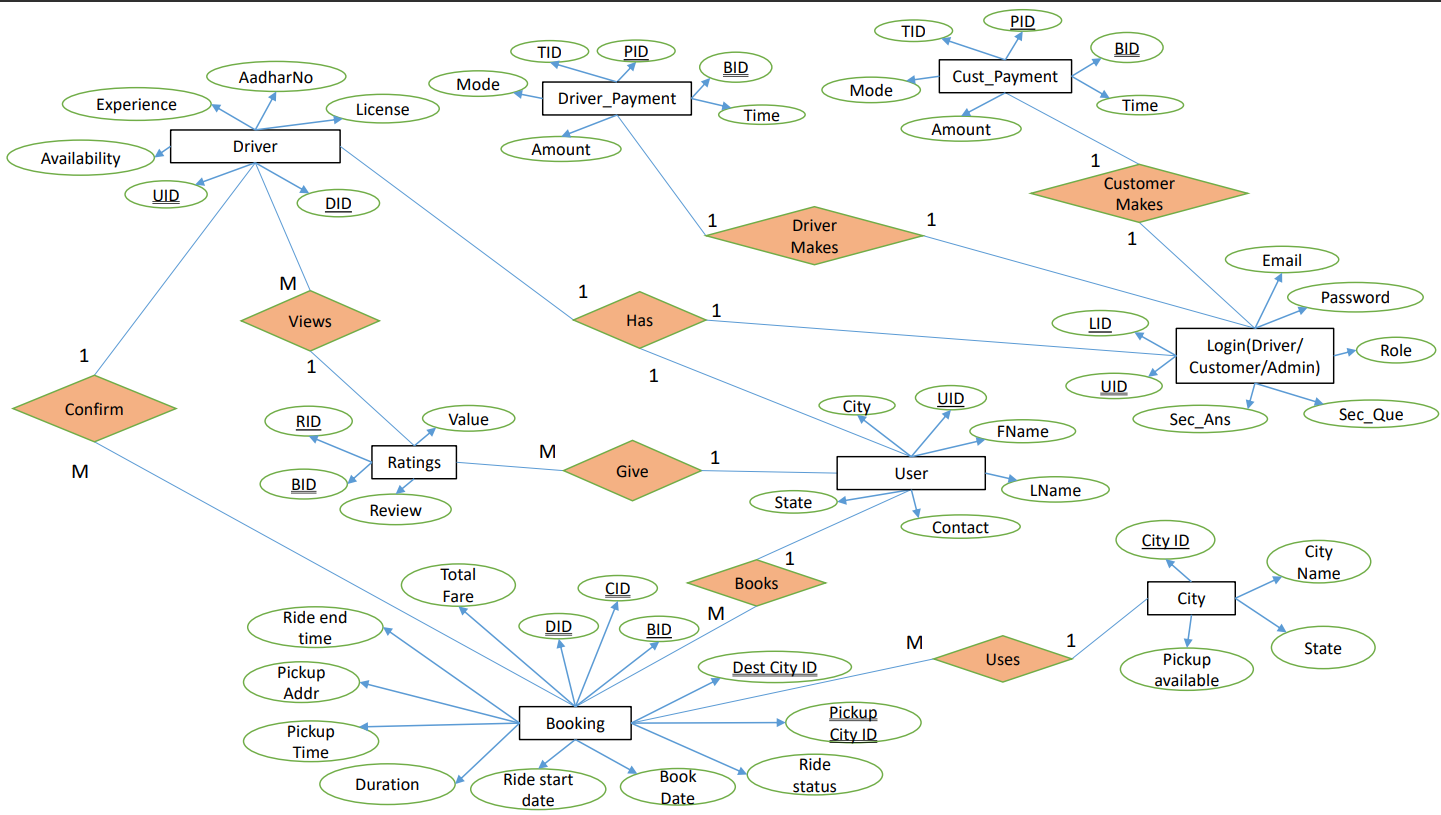 TID
PID
BID
Mode
Driver_Payment
Time
Amount
TID
PID
BID
Mode
Cust_Payment
Time
Amount
AadharNo
Experience
License
Driver
Availability
UID
DID
1
Customer
Makes
1
1
Driver
Makes
1
M
Views
1
1
Has
1
1
Email
Password
LID
Login(Driver/
Customer/Admin)
Role
UID
Sec_Ans
Sec_Que
1
Confirm
M
RID
Value
Ratings
BID
Review
M
Give
1
City
UID
FName
User
LName
State
Contact
1
Books
M
City ID
City
Name
City
State
Pickup
available
M
Uses
1
Total
Fare
CID
DID
BID
Ride end
time
Dest City ID
Pickup
Addr
Booking
Pickup
City ID
Pickup
Time
Duration
Ride start
date
Book
Date
Ride
status